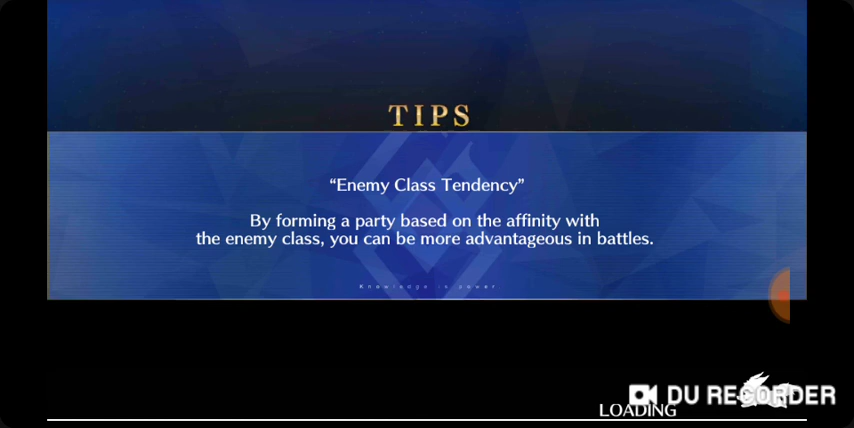 TIPS
“Enemy Class Tendency”
By forming a party based on the affinity with
the enemy class, you can be more advantageous in battles.
Knowledge is power
DU RECORDER
LOADING